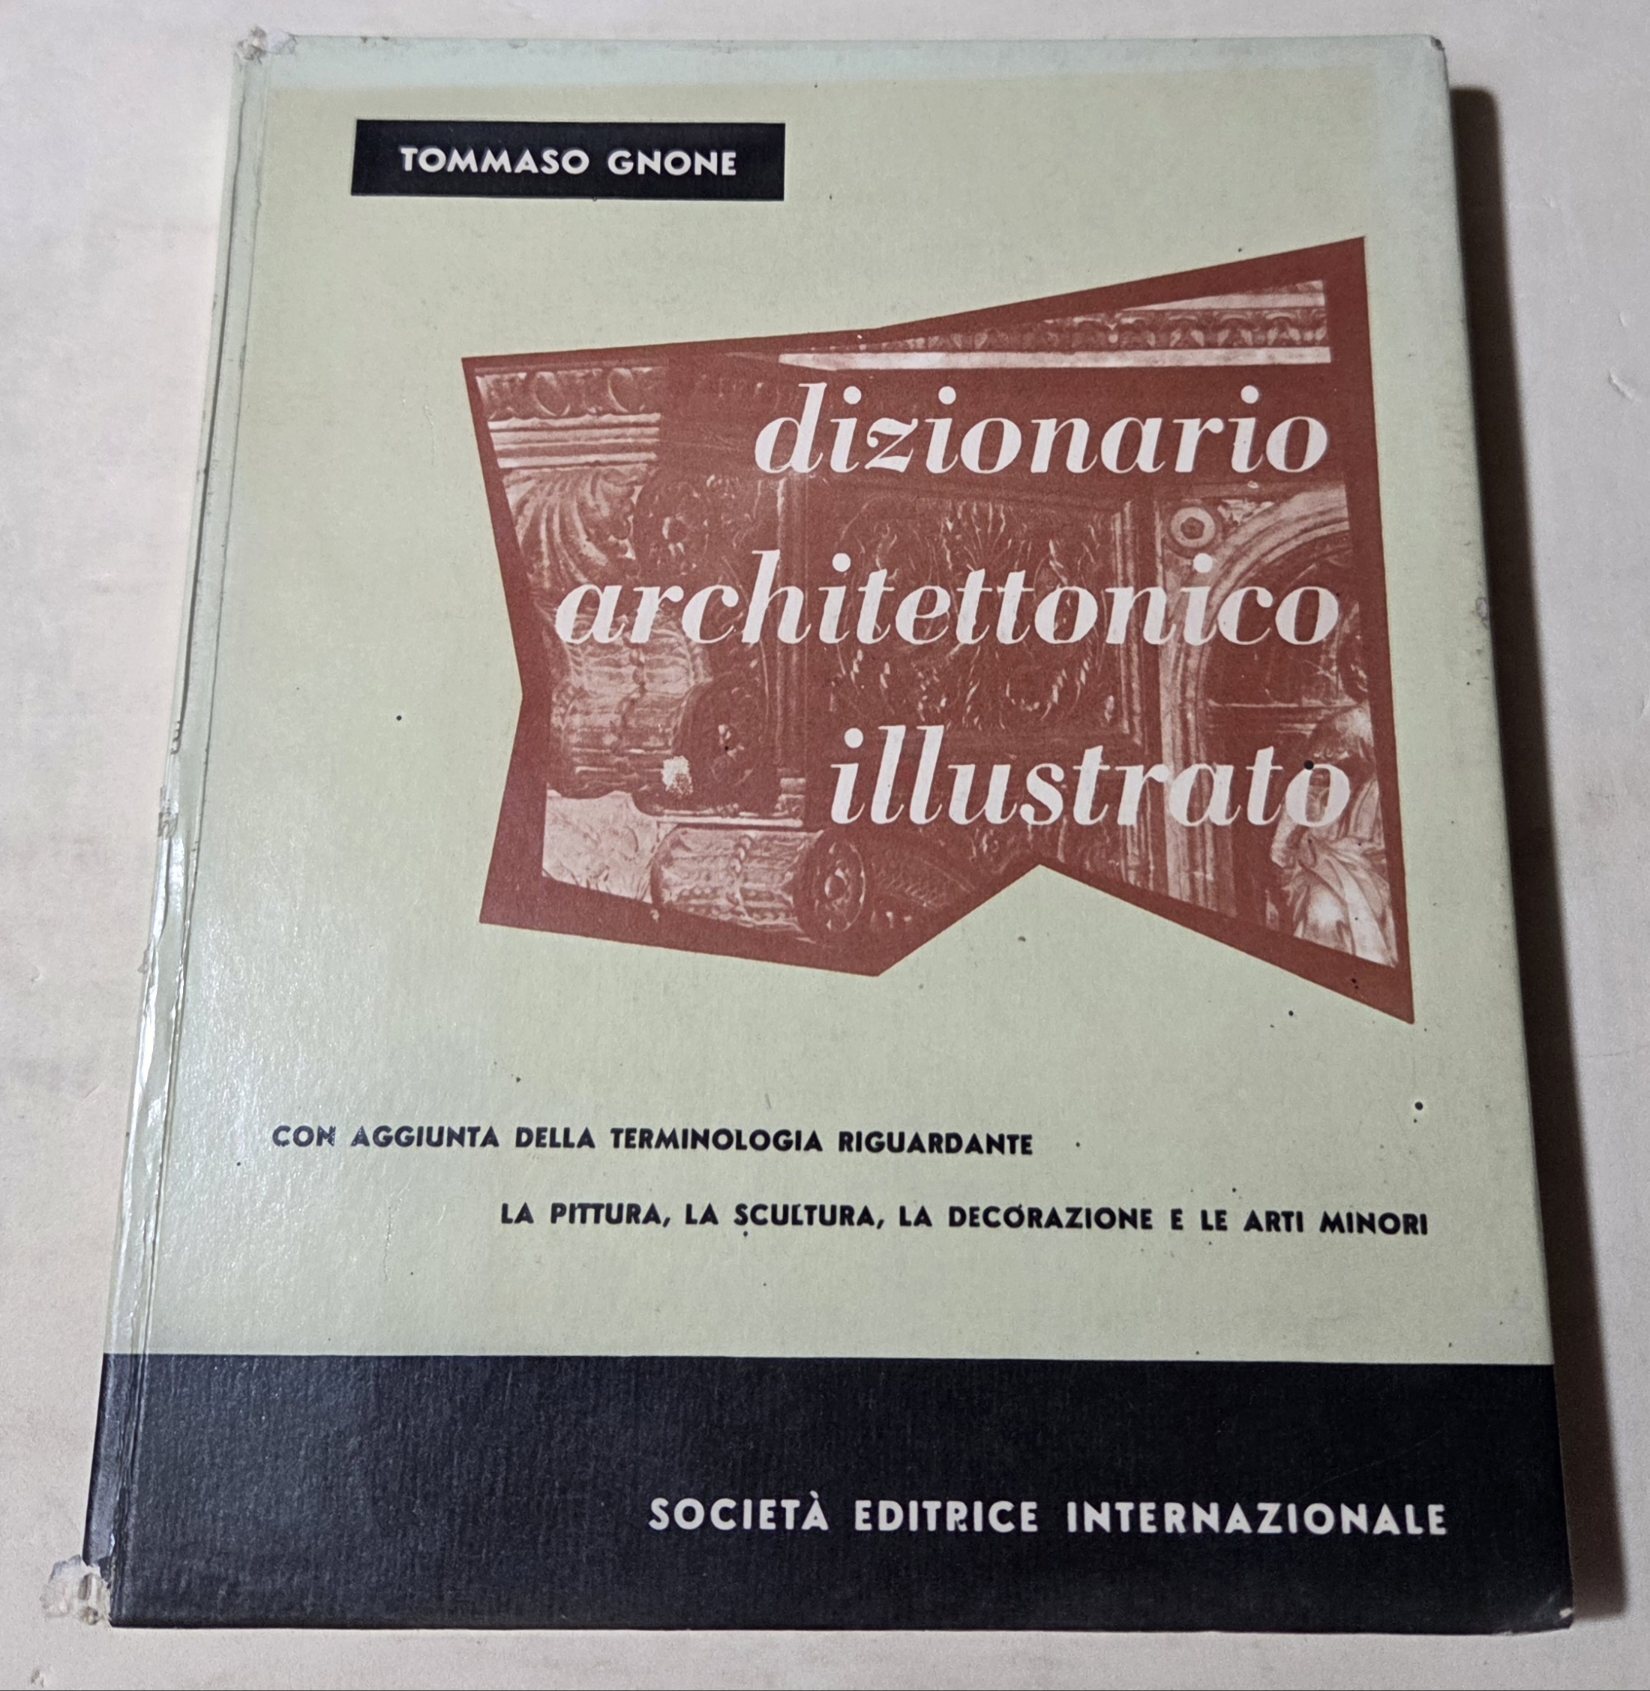 TOMMASO GNONE
dizionario
architettonico
illustrato
CON AGGIUNTA DELLA TERMINOLOGIA RIGUARDANTE
LA PITTURA, LA SCULTURA, LA DECORAZIONE E LE ARTI MINORI
SOCIETÀ EDITRICE INTERNAZIONALE